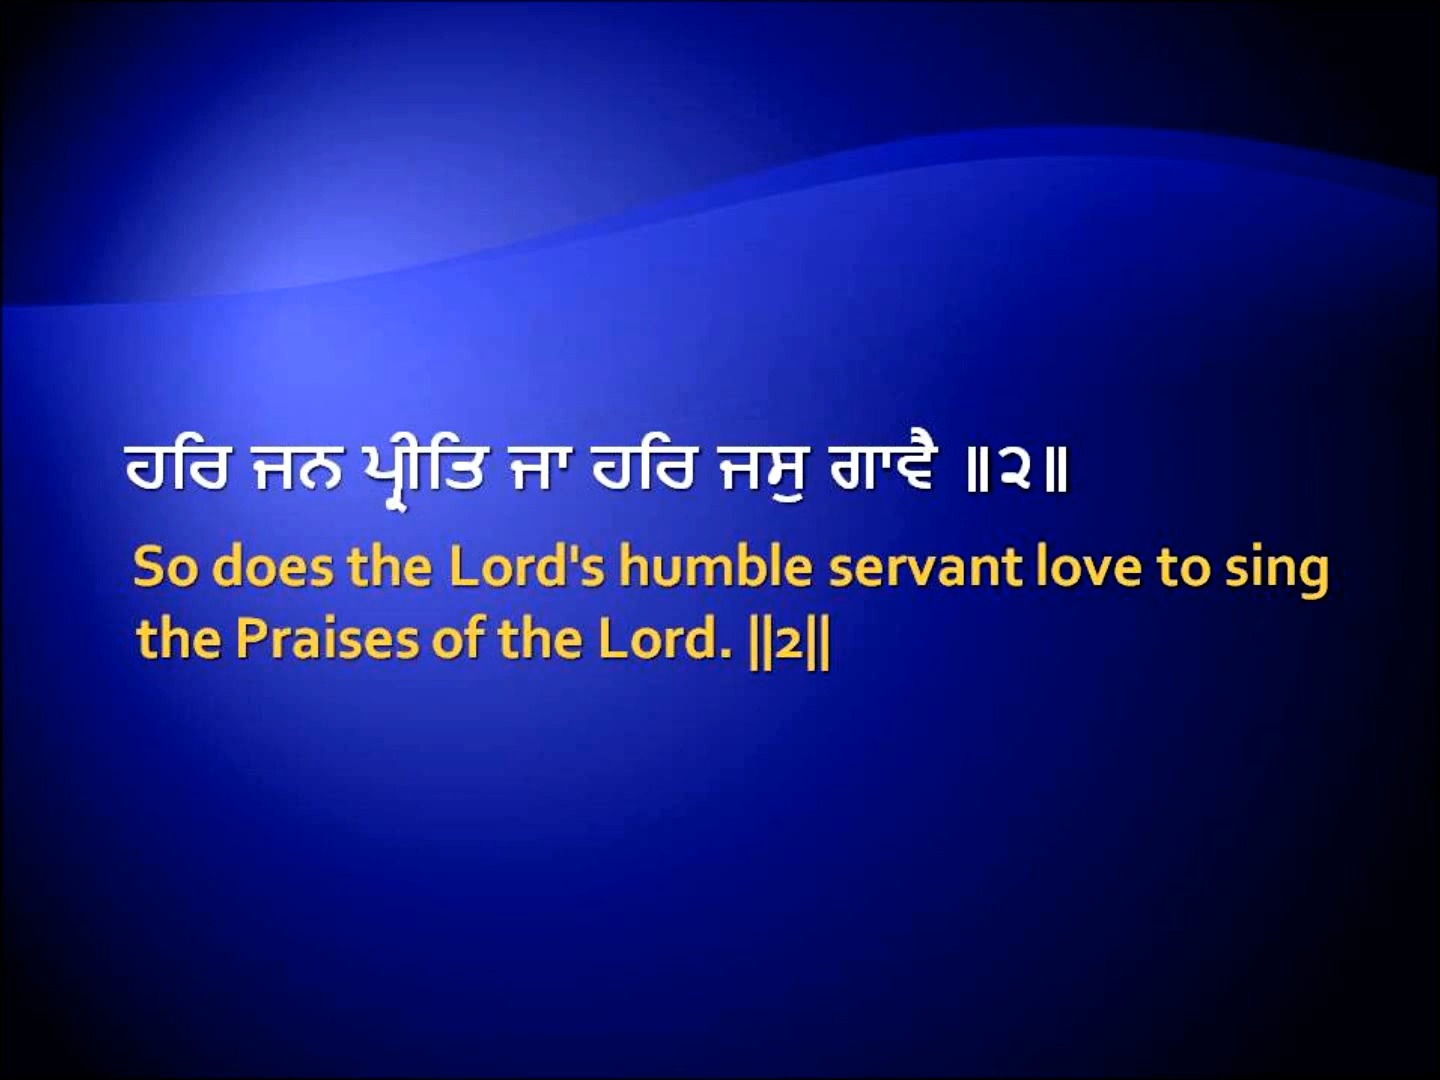 ਹਰਿ ਜਨ ਪ੍ਰੀਤਿ ਜਾ ਹਰਿ ਜਸੁ ਗਾਵੈ ॥੨॥
So does the Lord's humble servant love to sing
the Praises of the Lord. ||2||